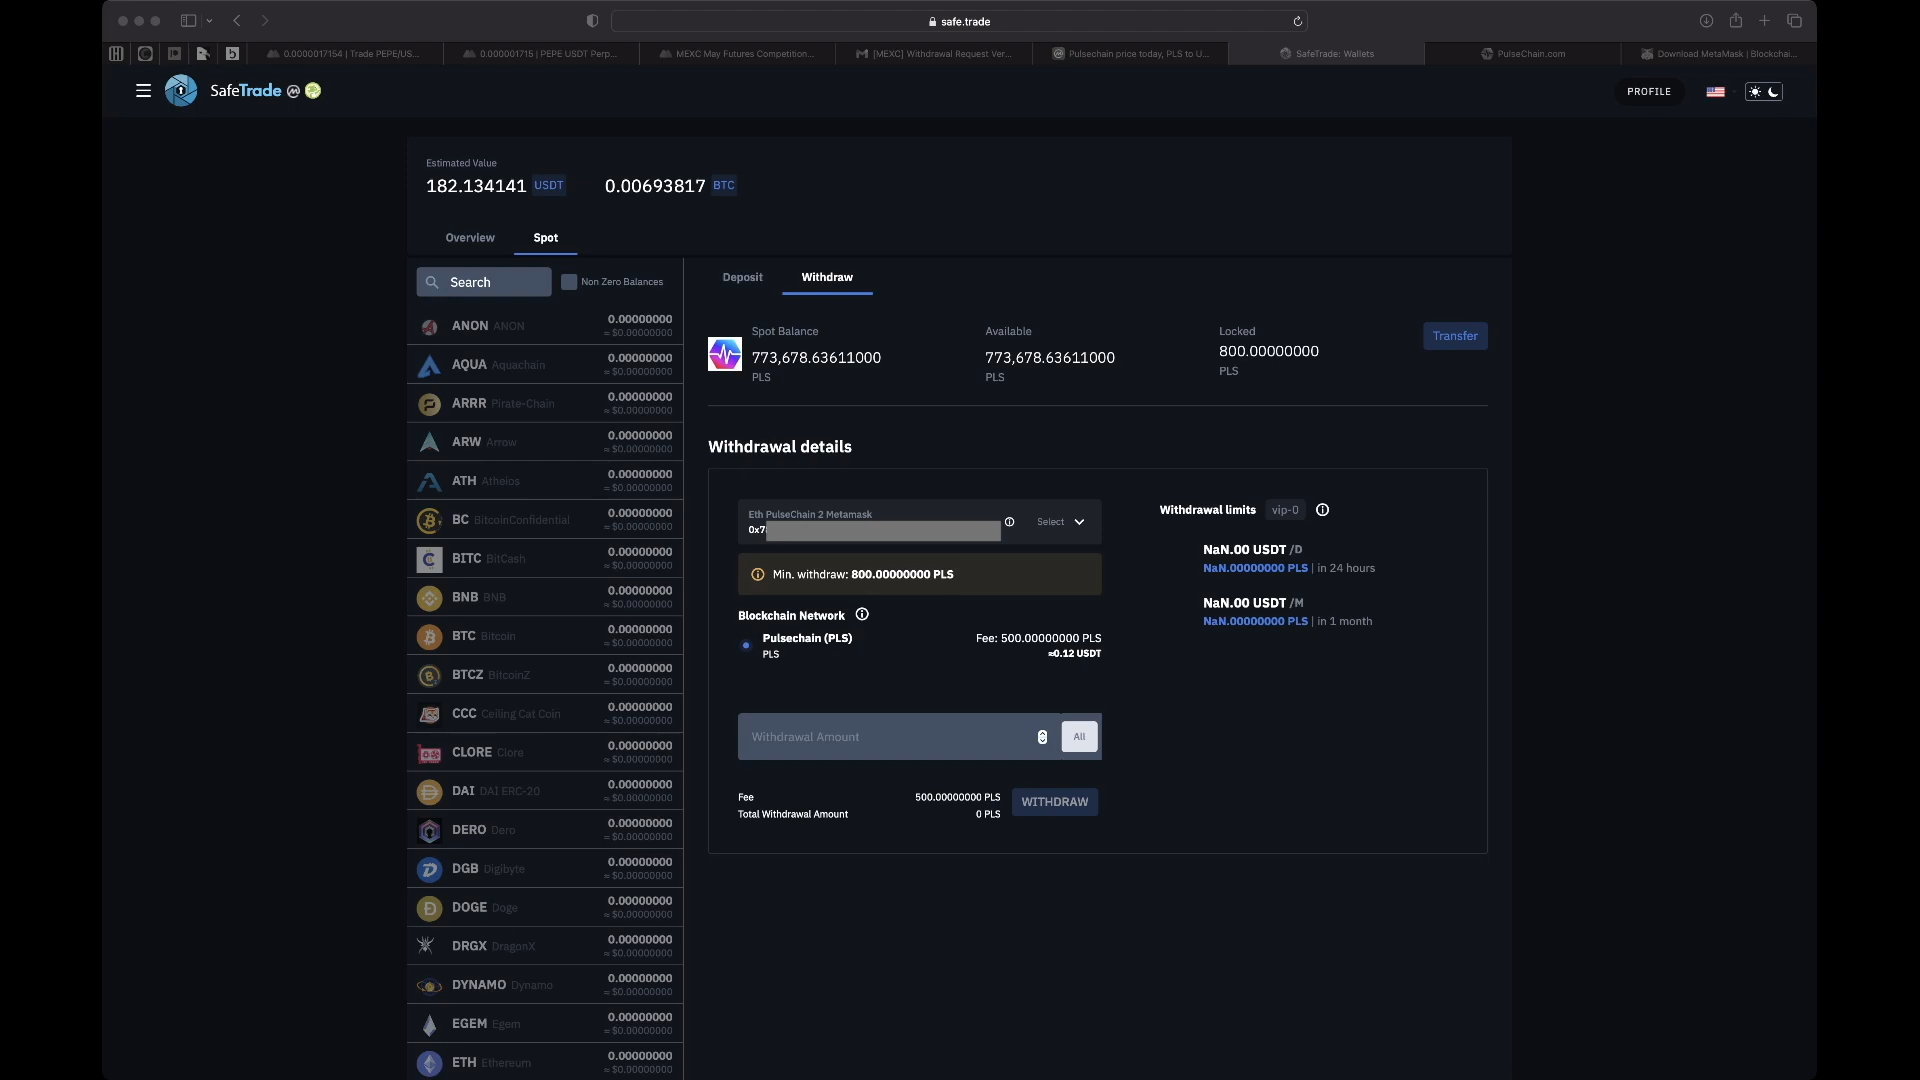 safe.trade
0.0000017154 | Trade PEPE/US...
0.000001715 | PEPE USDT Perp...
MEXC May Futures Competition...
[MEXC] Withdrawal Request Ver...
Pulsechain price today, PLS to U...
SafeTrade: Wallets
PulseChain.com
Download MetaMask | Blockchai...
SafeTrade
PROFILE
Estimated Value
182.134141 USDT
0.00693817 BTC
Overview
Spot
Search
Non Zero Balances
ANON ANON 0.00000000
≈ $0.00000000
AQUA Aquachain 0.00000000
≈ $0.00000000
ARRR Pirate-Chain 0.00000000
≈ $0.00000000
ARW Arrow 0.00000000
≈ $0.00000000
ATH Athelos 0.00000000
≈ $0.00000000
BC BitcoinConfidential 0.00000000
≈ $0.00000000
BITC BitCash 0.00000000
≈ $0.00000000
BNB BNB 0.00000000
≈ $0.00000000
BTC Bitcoin 0.00000000
≈ $0.00000000
BTCZ BitcoinZ 0.00000000
≈ $0.00000000
CCC Ceiling Cat Coin 0.00000000
≈ $0.00000000
CLORE Clore 0.00000000
≈ $0.00000000
DAI DAI ERC-20 0.00000000
≈ $0.00000000
DERO Dero 0.00000000
≈ $0.00000000
DGB Digibyte 0.00000000
≈ $0.00000000
DOGE Doge 0.00000000
≈ $0.00000000
DRGX DragonX 0.00000000
≈ $0.00000000
DYNAMO Dynamo 0.00000000
≈ $0.00000000
EGEM Egem 0.00000000
≈ $0.00000000
ETH Ethereum 0.00000000
≈ $0.00000000
Deposit
Withdraw
Spot Balance
773,678.63611000
PLS
Available
773,678.63611000
PLS
Locked
800.00000000
PLS
Transfer
Withdrawal details
Eth PulseChain 2 Metamask
0x7
Select
Min. withdraw: 800.00000000 PLS
Blockchain Network
Pulsechain (PLS)
PLS
Fee: 500.00000000 PLS
≈0.12 USDT
Withdrawal Amount
All
Fee 500.00000000 PLS
Total Withdrawal Amount 0 PLS
WITHDRAW
Withdrawal limits vip-0
NaN.00 USDT /D
NaN.00000000 PLS | in 24 hours
NaN.00 USDT /M
NaN.00000000 PLS | in 1 month